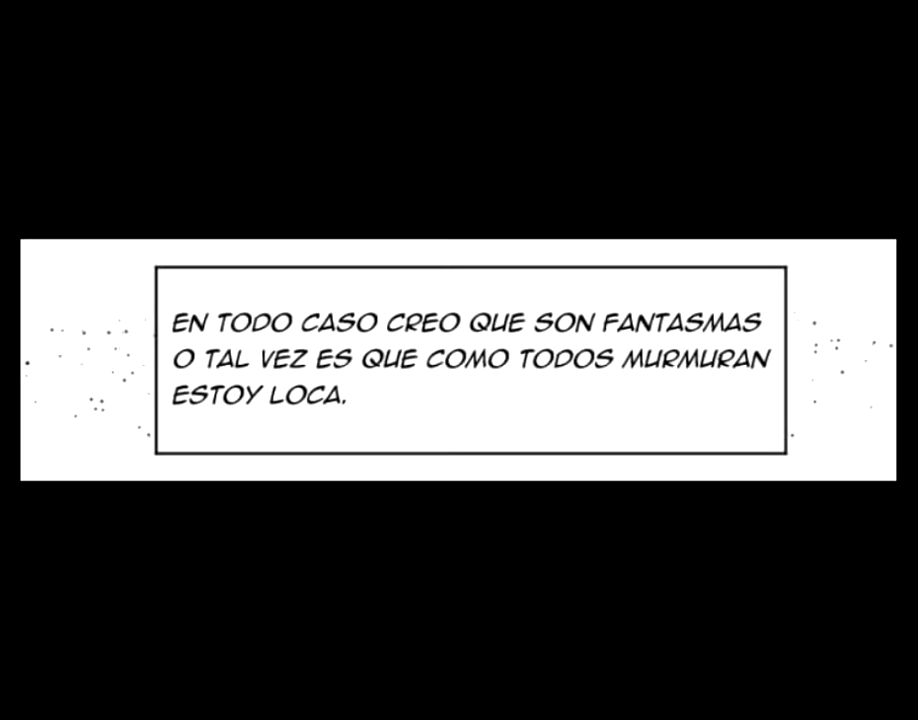 EN TODO CASO CREO QUE SON FANTASMAS
O TAL VEZ ES QUE COMO TODOS MURMURAN
ESTOY LOCA.